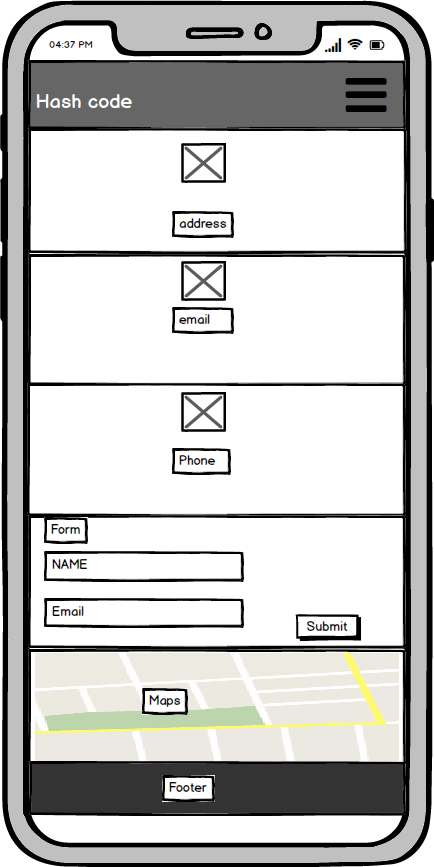 04:37 PM
Hash code
address
email
Phone
Form
NAME
Email
Submit
Maps
Footer